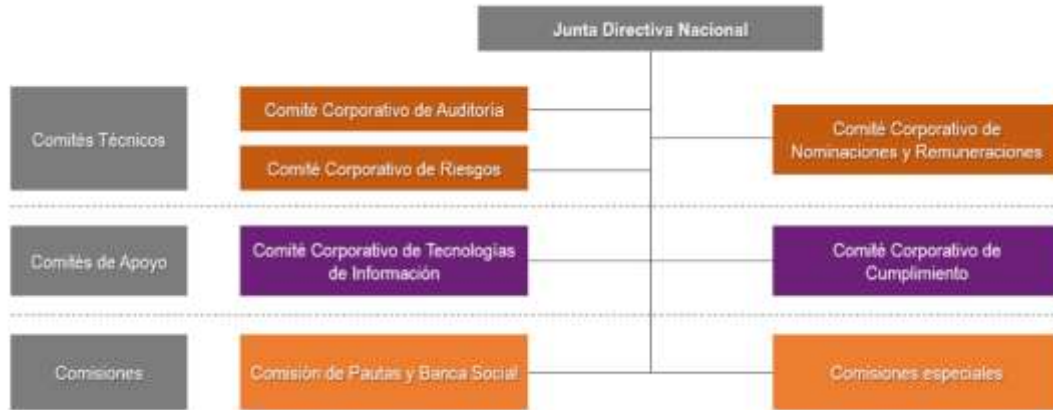 Junta Directiva Nacional
Comités Técnicos
Comité Corporativo de Auditoría
Comité Corporativo de Riesgos
Comité Corporativo de
Nominaciones y Remuneraciones
Comités de Apoyo
Comité Corporativo de Tecnologías
de Información
Comité Corporativo de
Cumplimiento
Comisiones
Comisión de Pautas y Banca Social
Comisiones especiales